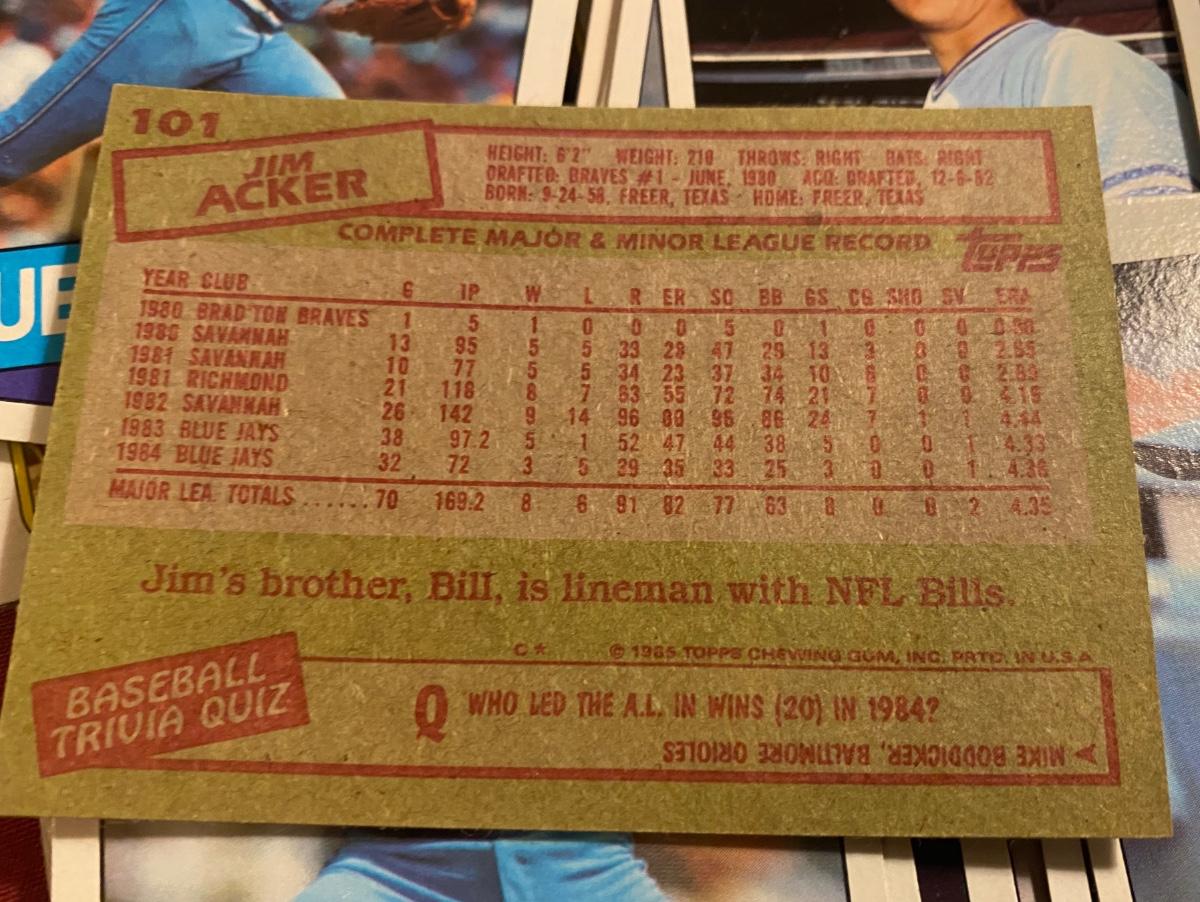 UE
101
JIM
ACKER
HEIGHT: 6'2" WEIGHT: 210 THROWS: RIGHT BATS: RIGHT
DRAFTED: BRAVES #1 - JUNE, 1980 ACQ: DRAFTED, 12-6-82
BORN: 9-24-58, FREER, TEXAS HOME: FREER, TEXAS
COMPLETE MAJOR & MINOR LEAGUE RECORD TOPPS
YEAR CLUB G IP W L R ER SO BB GS CG SHO SV ERA
1980 BRAD'TON BRAVES 1 5 1 0 0 0 5 0 1 0 0 0 0.00
1980 SAVANNAH 13 95 5 5 33 28 47 29 13 3 0 0 2.65
1981 SAVANNAH 10 77 5 5 34 23 37 34 10 6 0 0 2.69
1981 RICHMOND 21 118 8 7 63 55 72 74 21 7 0 0 4.19
1982 SAVANNAH 26 142 9 14 96 96 24 7 1 1 4.44
1983 BLUE JAYS 38 97.2 5 1 52 47 44 38 5 0 0 1 4.33
1984 BLUE JAYS 32 72 3 5 39 35 33 25 3 0 0 1 4.38
MAJOR LEA. TOTALS ...... 70 169.2 8 6 91 82 77 63 8 0 0 2 4.35
Jim's brother, Bill, is lineman with NFL Bills.
C* © 1985 TOPPS CHEWING GUM, INC. PRTD. IN U.S.A.
BASEBALL
TRIVIA QUIZ
Q WHO LED THE A.L. IN WINS (20) IN 1984?
A MIKE BODDICKER, BALTIMORE ORIOLES